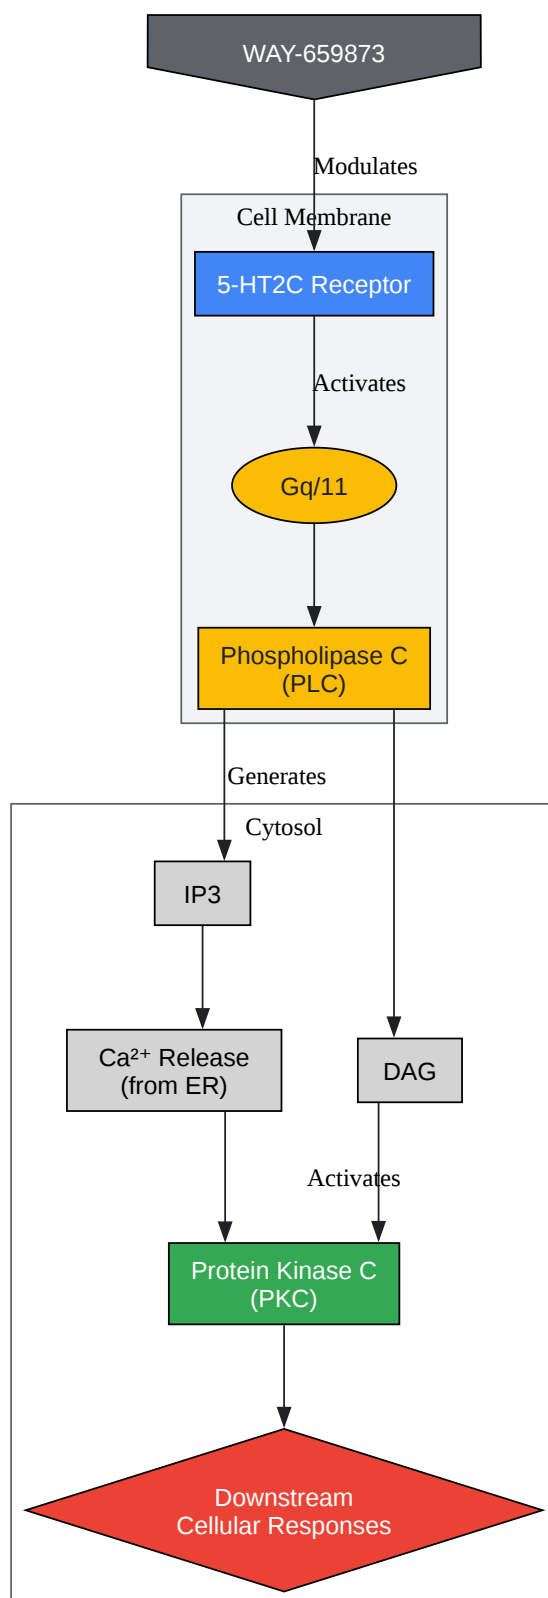 WAY-659873
Modulates
Cell Membrane
5-HT2C Receptor
Activates
Gq/11
Phospholipase C
(PLC)
Generates
Cytosol
IP3
Ca²⁺ Release
(from ER)
DAG
Activates
Protein Kinase C
(PKC)
Downstream
Cellular Responses